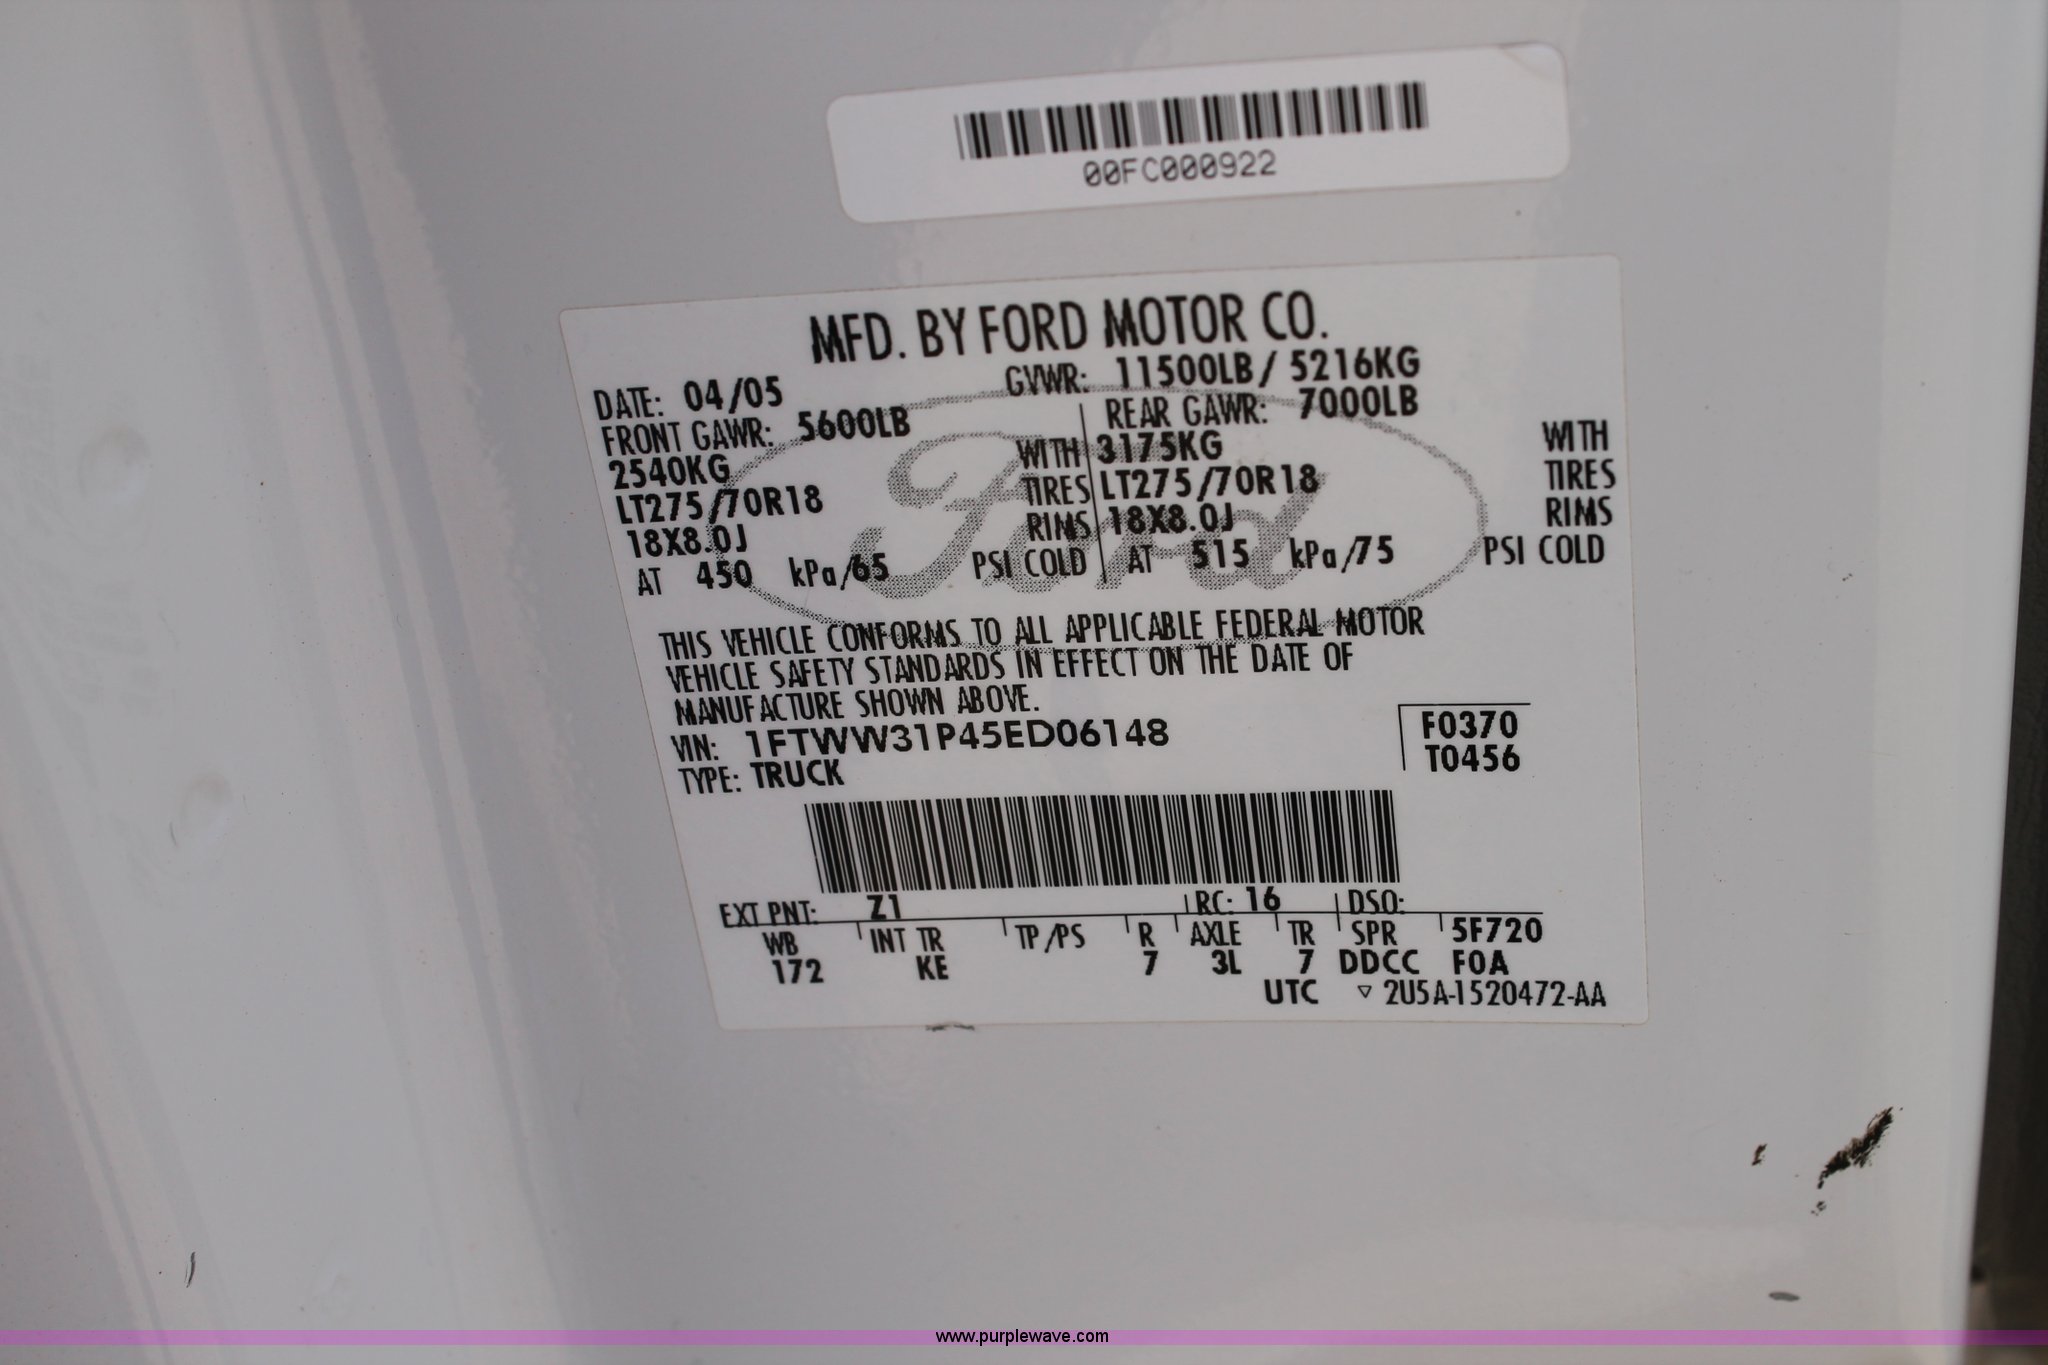 00FC000922
MFD. BY FORD MOTOR CO.
DATE: 04/05 GVWR: 11500LB / 5216KG
FRONT GAWR: 5600LB REAR GAWR: 7000LB
2540KG WITH 3175KG WITH
LT275/70R18 TIRES LT275/70R18 TIRES
18X8.0J RIMS 18X8.0J RIMS
AT 450 kPa/65 PSI COLD AT 515 kPa/75 PSI COLD
Ford
THIS VEHICLE CONFORMS TO ALL APPLICABLE FEDERAL MOTOR
VEHICLE SAFETY STANDARDS IN EFFECT ON THE DATE OF
MANUFACTURE SHOWN ABOVE.
VIN: 1FTWW31P45ED06148 F0370
TYPE: TRUCK T0456
EXT PNT: Z1 RC: 16 DSO:
WB INT TR TP/PS R AXLE TR SPR 5F720
172 KE 7 3L 7 DDCC F0A
UTC ▽ 2U5A-1520472-AA
www.purplewave.com